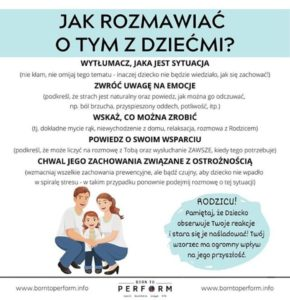 JAK ROZMAWIAĆ
O TYM Z DZIEĆMI?
WYTŁUMACZ, JAKA JEST SYTUACJA
(nie kłam, nie omijaj tego tematu - inaczej dziecko nie będzie wiedziało, jak się zachować!)
ZWRÓĆ UWAGĘ NA EMOCJE
(podkreśl, że strach jest naturalny oraz powiedz, jak można go odczuwać,
np. ból brzucha, przyspieszony oddech, potliwość, itp.)
WSKAŻ, CO MOŻNA ZROBIĆ
(tj. dokładne mycie rąk, niewychodzenie z domu, relaksacja, rozmowa z Rodzicem)
POWIEDZ O SWOIM WSPARCIU
(podkreśl, że może liczyć na rozmowę z Tobą oraz wysłuchanie ZAWSZE, kiedy tego potrzebuje)
CHWAL JEGO ZACHOWANIA ZWIĄZANE Z OSTROŻNOŚCIĄ
(wzmacniaj wszelkie zachowania prewencyjne, ale bądź czujny, aby dziecko nie wpadło
w spiralę stresu - w takim przypadku ponownie podejmij rozmowę o tej sytuacji)
RODZICU!
Pamiętaj, że Dziecko
obserwuje Twoje reakcje
i stara się je naśladować! Twój
wzorzec ma ogromny wpływ
na jego przyszłość.
www.borntoperform.info
BORN TO
PERFORM
www.borntoperform.info